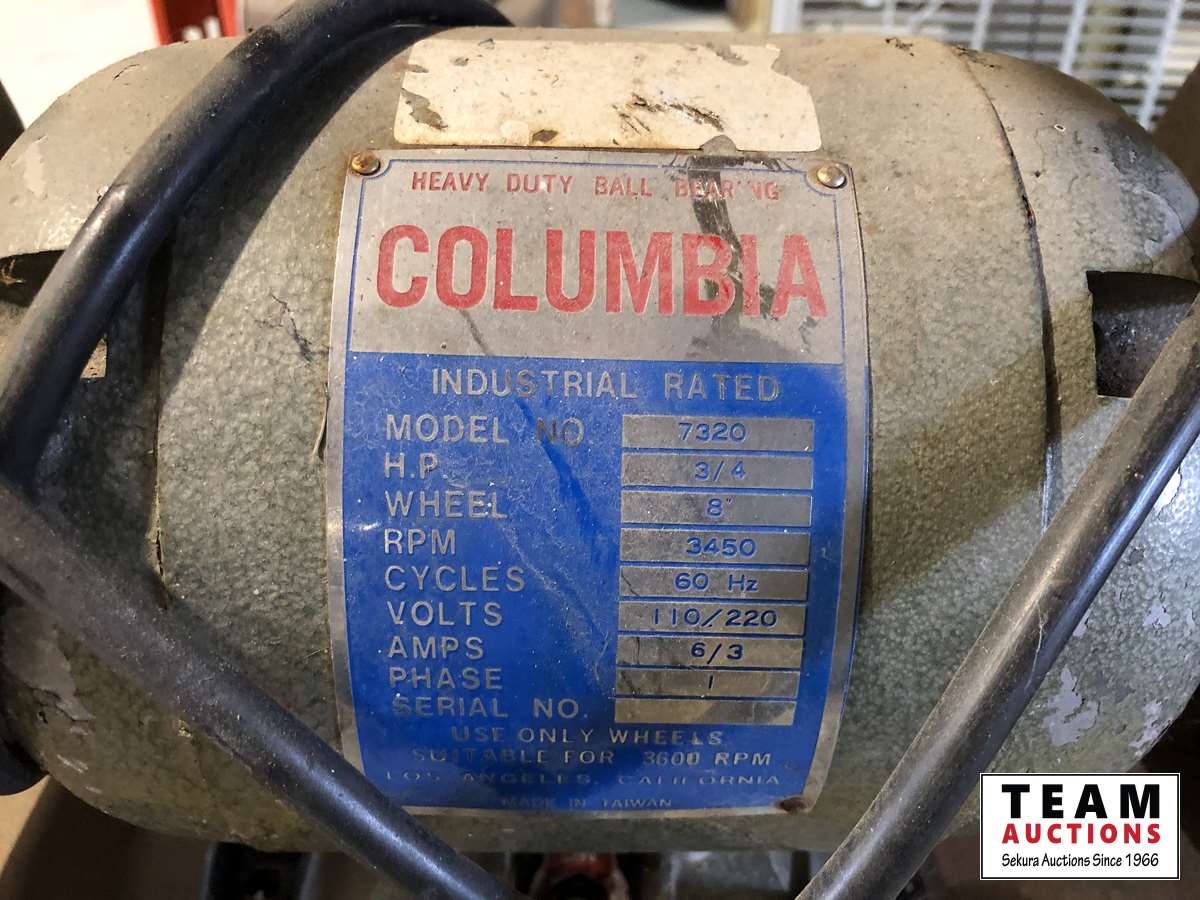 HEAVY DUTY BALL BEARING
COLUMBIA
INDUSTRIAL RATED
MODEL NO. 7320
H.P. 3/4
WHEEL 8"
RPM 3450
CYCLES 60 Hz
VOLTS 110/220
AMPS 6/3
PHASE 1
SERIAL NO.
USE ONLY WHEELS
SUITABLE FOR 3600 RPM
LOS ANGELES, CALIFORNIA
MADE IN TAIWAN
TEAM
AUCTIONS
Sekura Auctions Since 1966